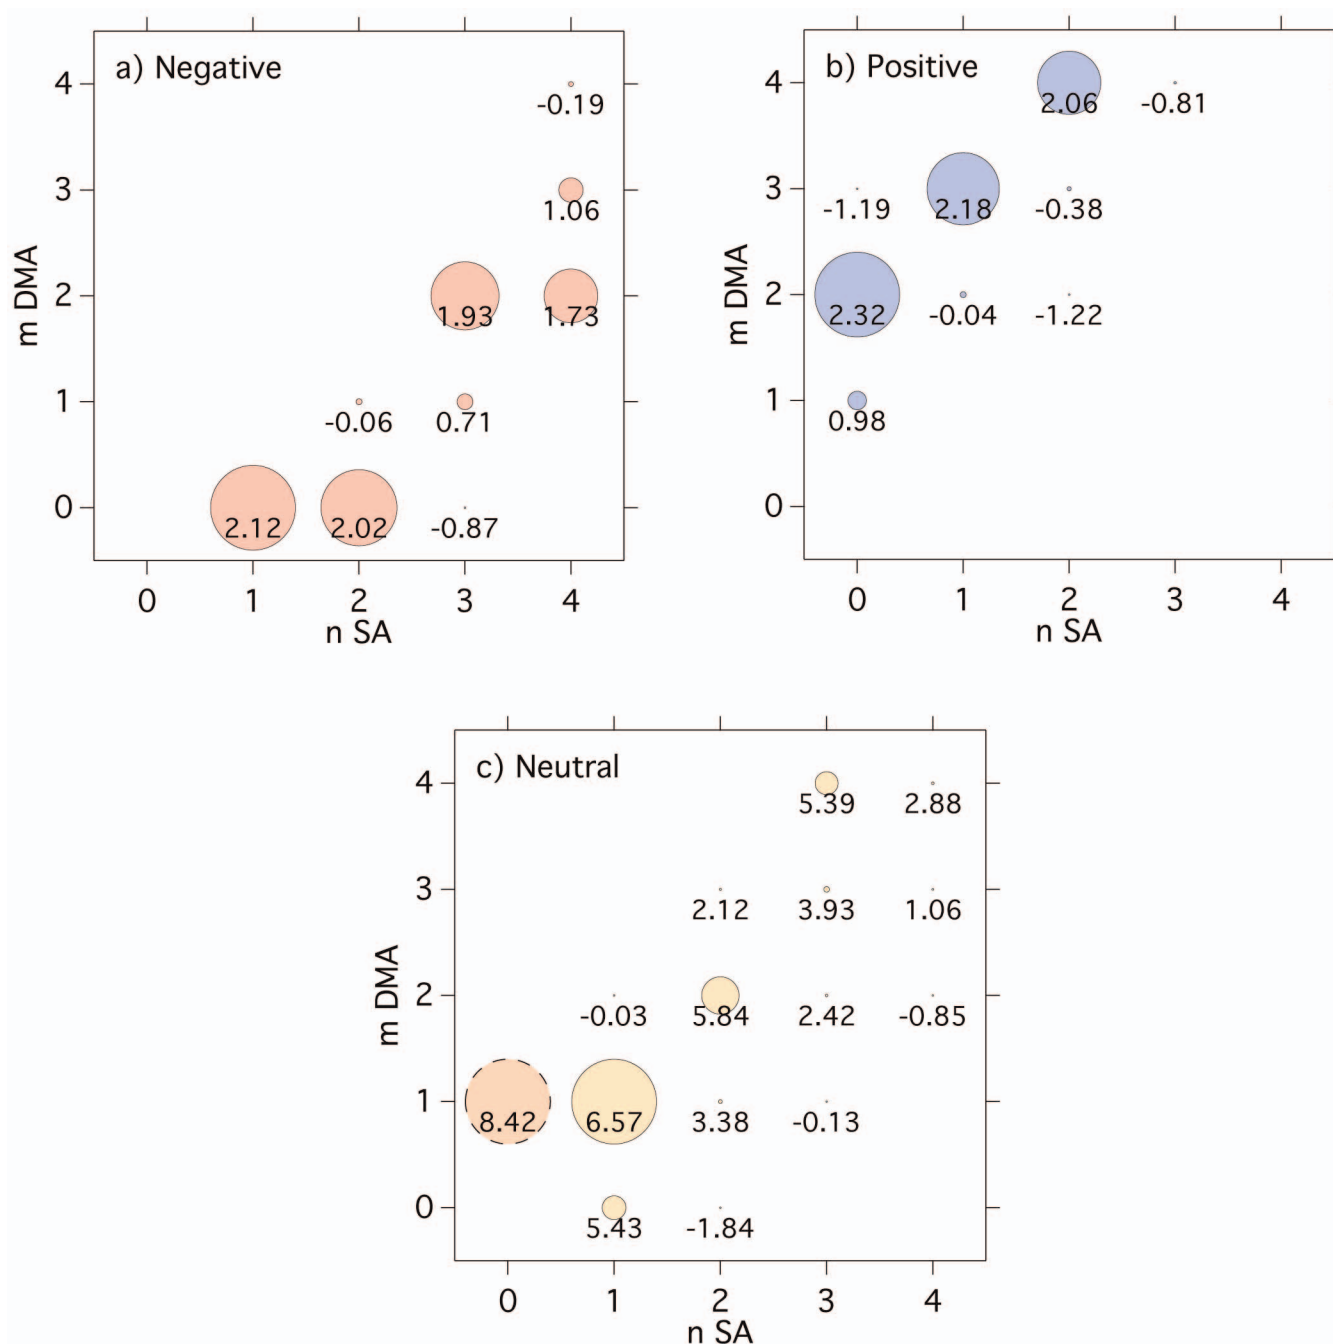 a) Negative
4
-0.19
3
1.06
m DMA
2
1.93 1.73
1
-0.06 0.71
0
2.12 2.02 -0.87
0 1 2 3 4
n SA
b) Positive
4
2.06 -0.81
3
-1.19 2.18 -0.38
m DMA
2
2.32 -0.04 -1.22
1
0.98
0
0 1 2 3 4
n SA
c) Neutral
4
5.39 2.88
3
2.12 3.93 1.06
m DMA
2
-0.03 5.84 2.42 -0.85
1
8.42 6.57 3.38 -0.13
0
5.43 -1.84
0 1 2 3 4
n SA